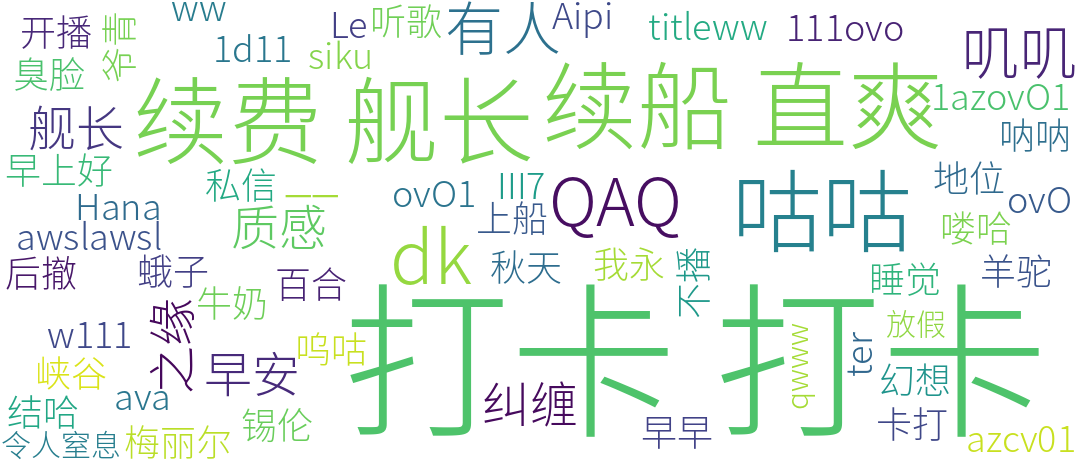 ww
Le
听歌
有人
Aipi
titleww
111ovo
叽叽
开播
爷青
1d11
siku
臭脸
续费
舰长
续船
直爽
1azovO1
舰长
呐呐
早上好
私信
一一
ovO1
III7
QAQ
咕咕
地位
ovO
Hana
质感
上船
喽哈
awslawsl
dk
后撤
蛾子
百合
秋天
我永
不播
睡觉
羊驼
牛奶
之缘
打卡
打卡
放假
w111
早安
呜咕
qwww
ter
峡谷
幻想
ava
纠缠
结哈
锡伦
早早
卡打
令人窒息
梅丽尔
azcv01